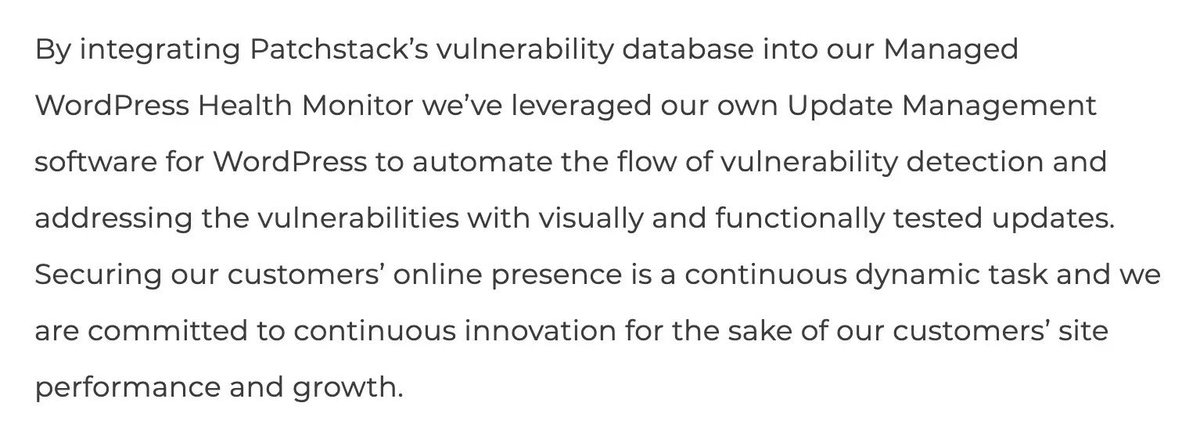 By integrating Patchstack’s vulnerability database into our Managed
WordPress Health Monitor we’ve leveraged our own Update Management
software for WordPress to automate the flow of vulnerability detection and
addressing the vulnerabilities with visually and functionally tested updates.
Securing our customers’ online presence is a continuous dynamic task and we
are committed to continuous innovation for the sake of our customers’ site
performance and growth.